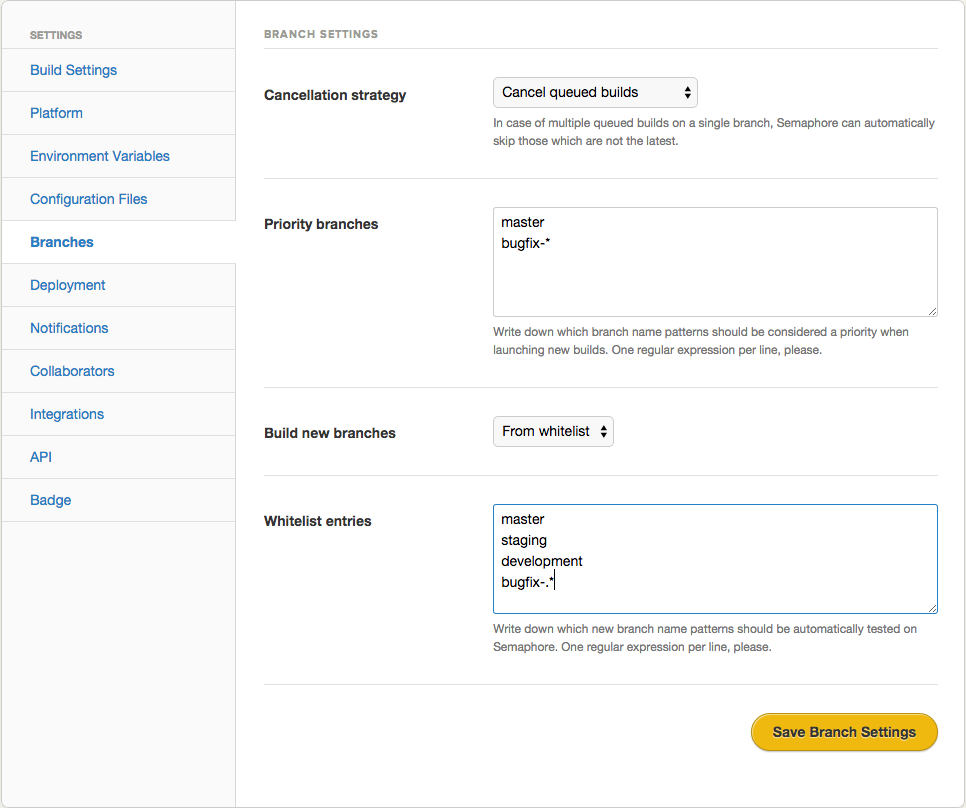 SETTINGS
Build Settings
Platform
Environment Variables
Configuration Files
Branches
Deployment
Notifications
Collaborators
Integrations
API
Badge
BRANCH SETTINGS
Cancellation strategy
Cancel queued builds
In case of multiple queued builds on a single branch, Semaphore can automatically
skip those which are not the latest.
Priority branches
master
bugfix-*
Write down which branch name patterns should be considered a priority when
launching new builds. One regular expression per line, please.
Build new branches
From whitelist
Whitelist entries
master
staging
development
bugfix-.*
Write down which new branch name patterns should be automatically tested on
Semaphore. One regular expression per line, please.
Save Branch Settings